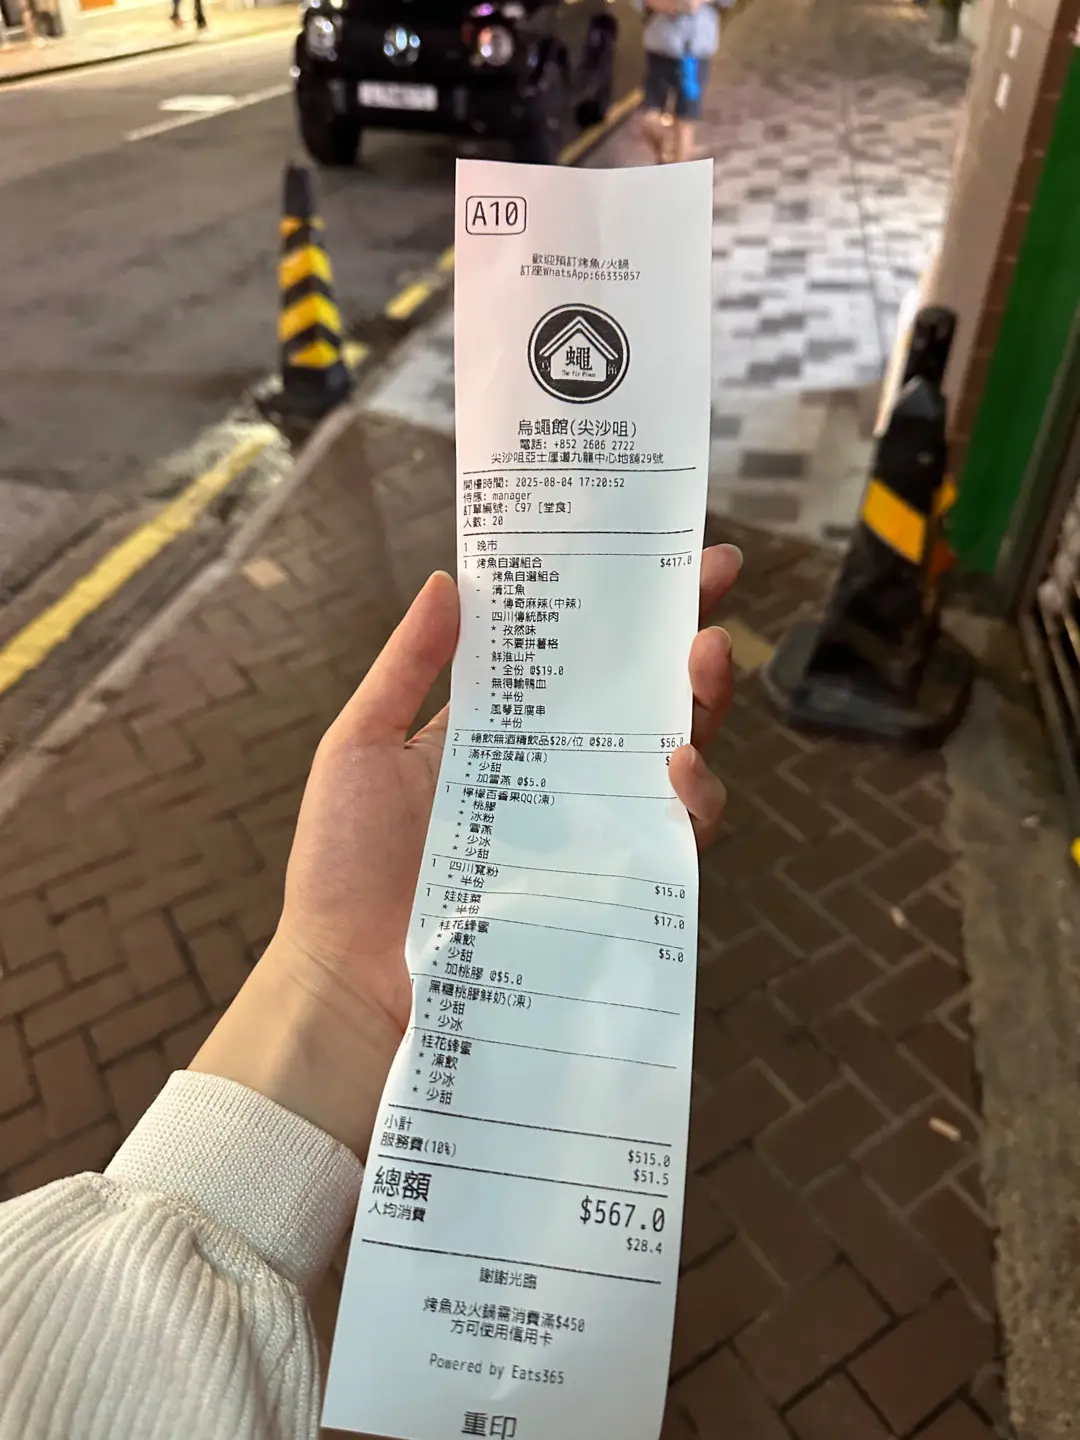 A10
歡迎預訂烤魚/火鍋
訂座WhatsApp:66335057
蠅
The Fly Place
烏蠅館(尖沙咀)
電話: +852 2606 2722
尖沙咀亞士厘道九龍中心地舖29號
開檯時間: 2025-08-04 17:20:52
侍應: manager
訂單編號: C97 [堂食]
人數: 20
1 晚市
1 烤魚自選組合 $417.0
- 烤魚自選組合
- 清江魚
* 傳奇麻辣(中辣)
- 四川傳統酥肉
* 孜然味
* 不要拼薯格
- 鮮淮山片
* 全份 @$19.0
- 無得輸鴨血
* 半份
- 風琴豆腐串
* 半份
2 暢飲無酒精飲品$28/位 @$28.0 $56.0
1 滿杯金菠蘿(凍) $
* 少甜
* 加雪燕 @$5.0
1 檸檬百香果QQ(凍)
* 桃膠
* 冰粉
* 雪燕
* 少冰
* 少甜
1 四川寬粉 $15.0
* 半份
1 娃娃菜 $17.0
* 半份
1 桂花蜂蜜 $5.0
* 凍飲
* 少甜
* 加桃膠 @$5.0
黑糖桃膠鮮奶(凍)
* 少甜
* 少冰
桂花蜂蜜
* 凍飲
* 少冰
* 少甜
小計 $515.0
服務費(10%) $51.5
總額 $567.0
人均消費 $28.4
謝謝光臨
烤魚及火鍋需消費滿$450
方可使用信用卡
Powered by Eats365
重印